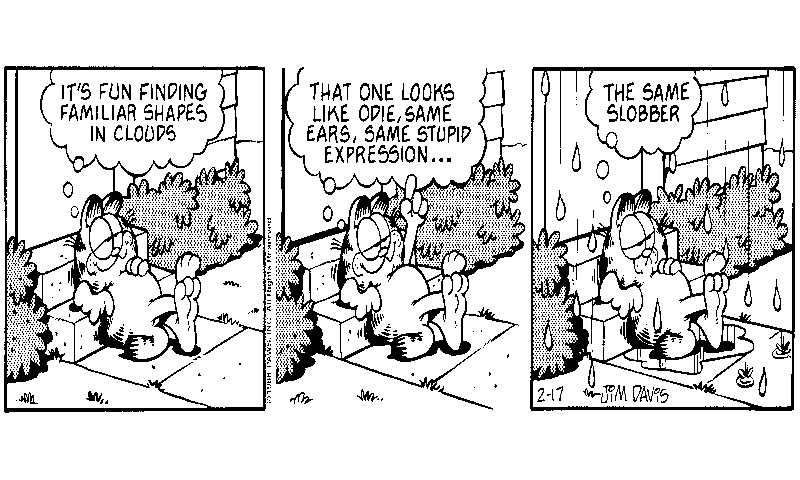 IT'S FUN FINDING
FAMILIAR SHAPES
IN CLOUDS
THAT ONE LOOKS
LIKE ODIE, SAME
EARS, SAME STUPID
EXPRESSION...
THE SAME
SLOBBER
2-17 JIM DAVIS